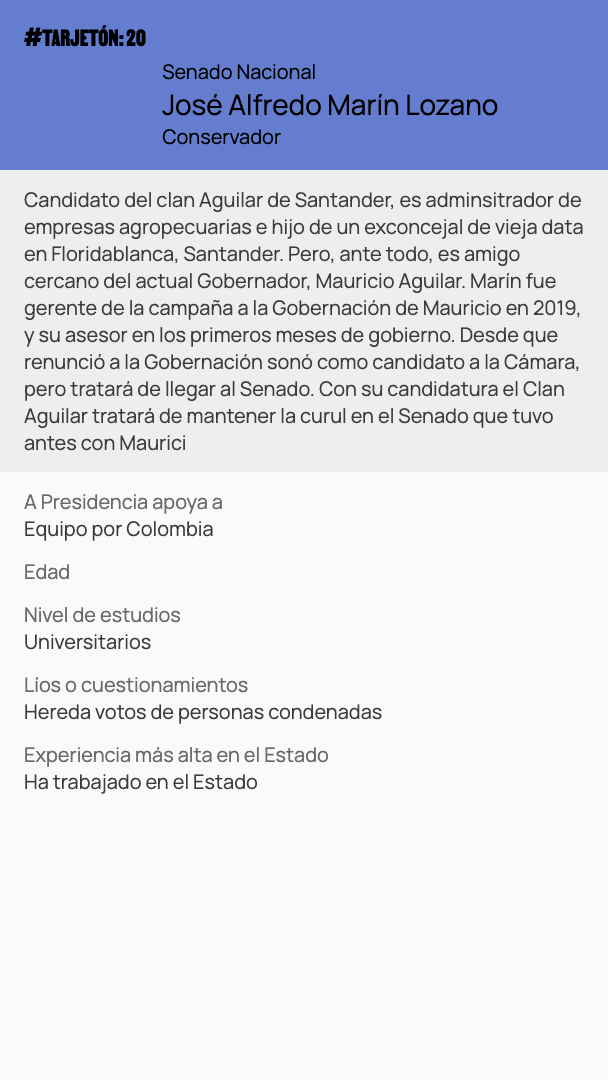 #TARJETÓN: 20
Senado Nacional
José Alfredo Marín Lozano
Conservador
Candidato del clan Aguilar de Santander, es adminsitrador de
empresas agropecuarias e hijo de un exconcejal de vieja data
en Floridablanca, Santander. Pero, ante todo, es amigo
cercano del actual Gobernador, Mauricio Aguilar. Marín fue
gerente de la campaña a la Gobernación de Mauricio en 2019,
y su asesor en los primeros meses de gobierno. Desde que
renunció a la Gobernación sonó como candidato a la Cámara,
pero tratará de llegar al Senado. Con su candidatura el Clan
Aguilar tratará de mantener la curul en el Senado que tuvo
antes con Maurici
A Presidencia apoya a
Equipo por Colombia
Edad
Nivel de estudios
Universitarios
Líos o cuestionamientos
Hereda votos de personas condenadas
Experiencia más alta en el Estado
Ha trabajado en el Estado